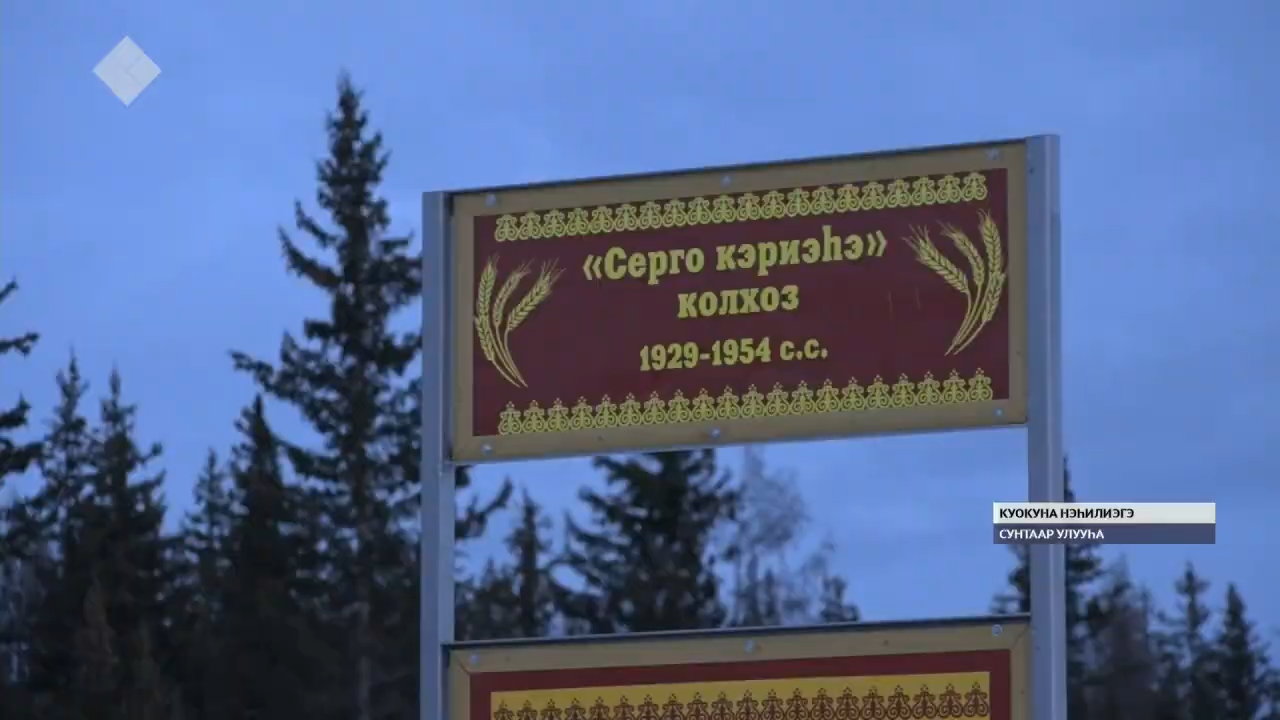 «Серго кэриэһэ»
колхоз
1929-1954 с.с.
КУОКУНА НЭҺИЛИЭГЭ
СУНТААР УЛУУҺА